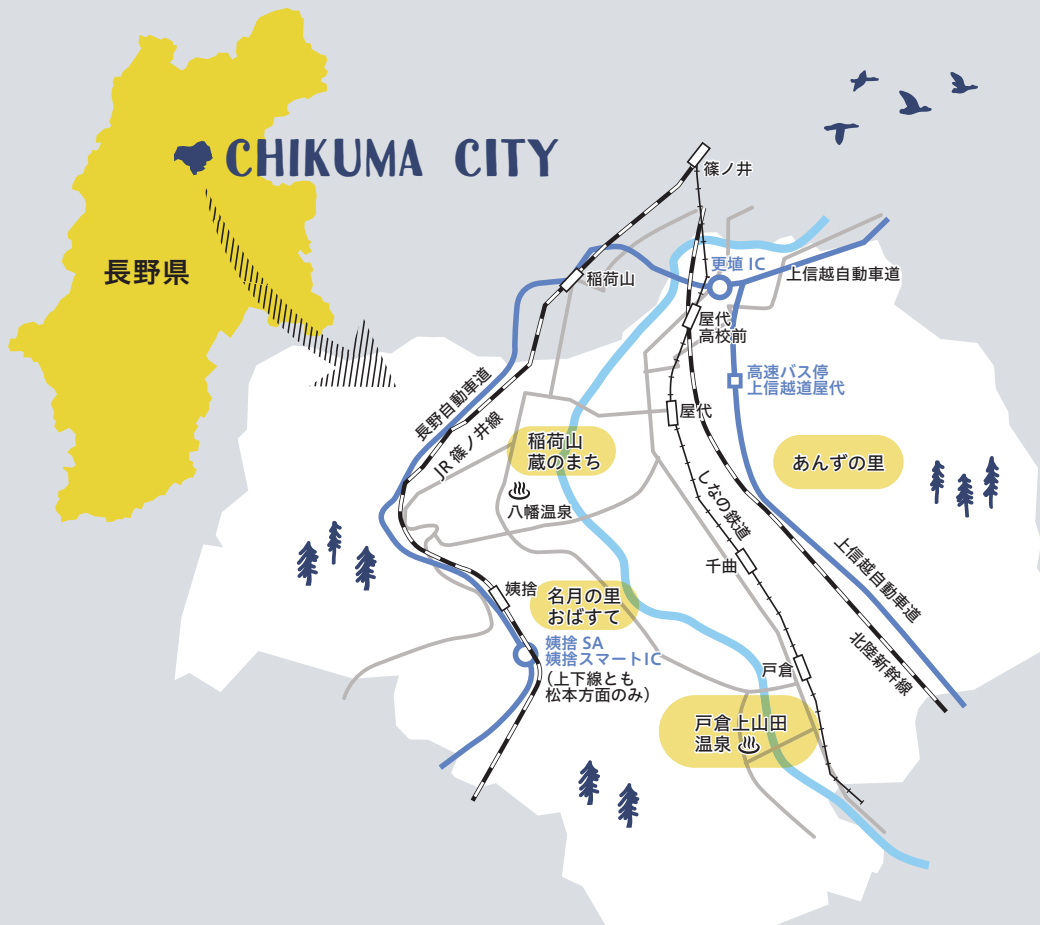 CHIKUMA CITY
長野県
篠ノ井
稲荷山
更埴 IC
上信越自動車道
屋代
高校前
高速バス停
上信越道屋代
長野自動車道
JR 篠ノ井線
屋代
稲荷山
蔵のまち
あんずの里
八幡温泉
しなの鉄道
千曲
上信越自動車道
姨捨
名月の里
おばすて
姨捨 SA
姨捨スマートIC
（上下線とも
松本方面のみ）
北陸新幹線
戸倉
戸倉上山田
温泉